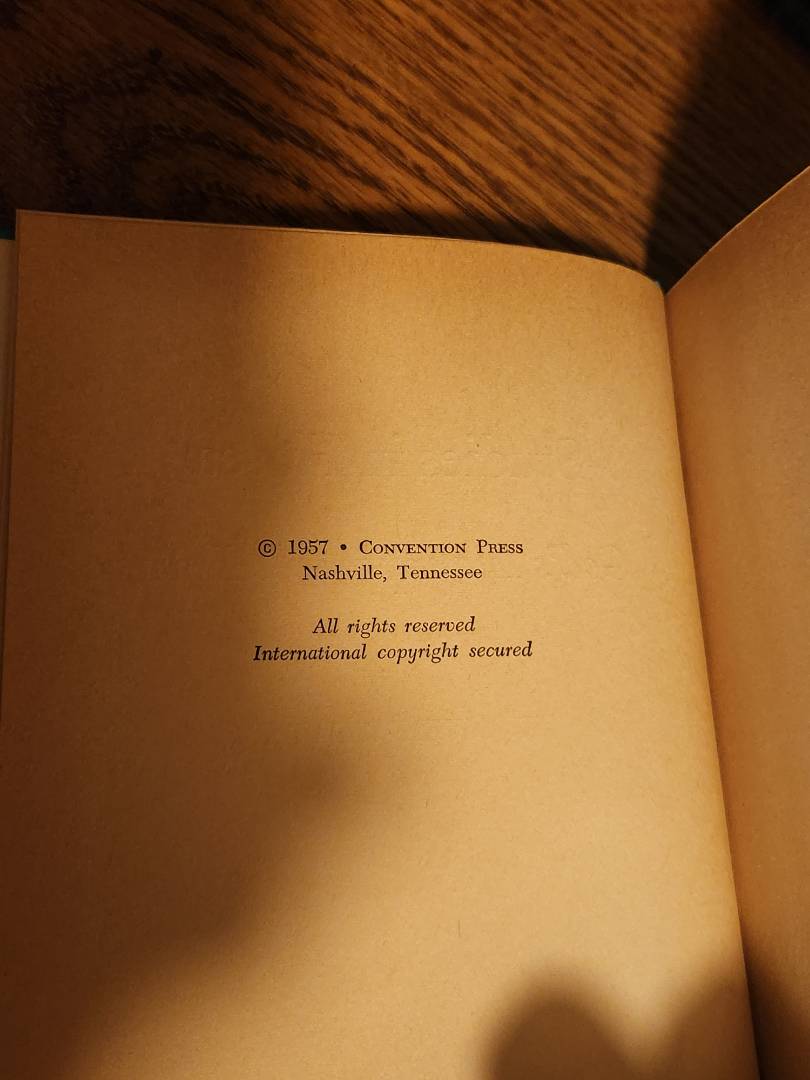 © 1957 • Convention Press
Nashville, Tennessee
All rights reserved
International copyright secured